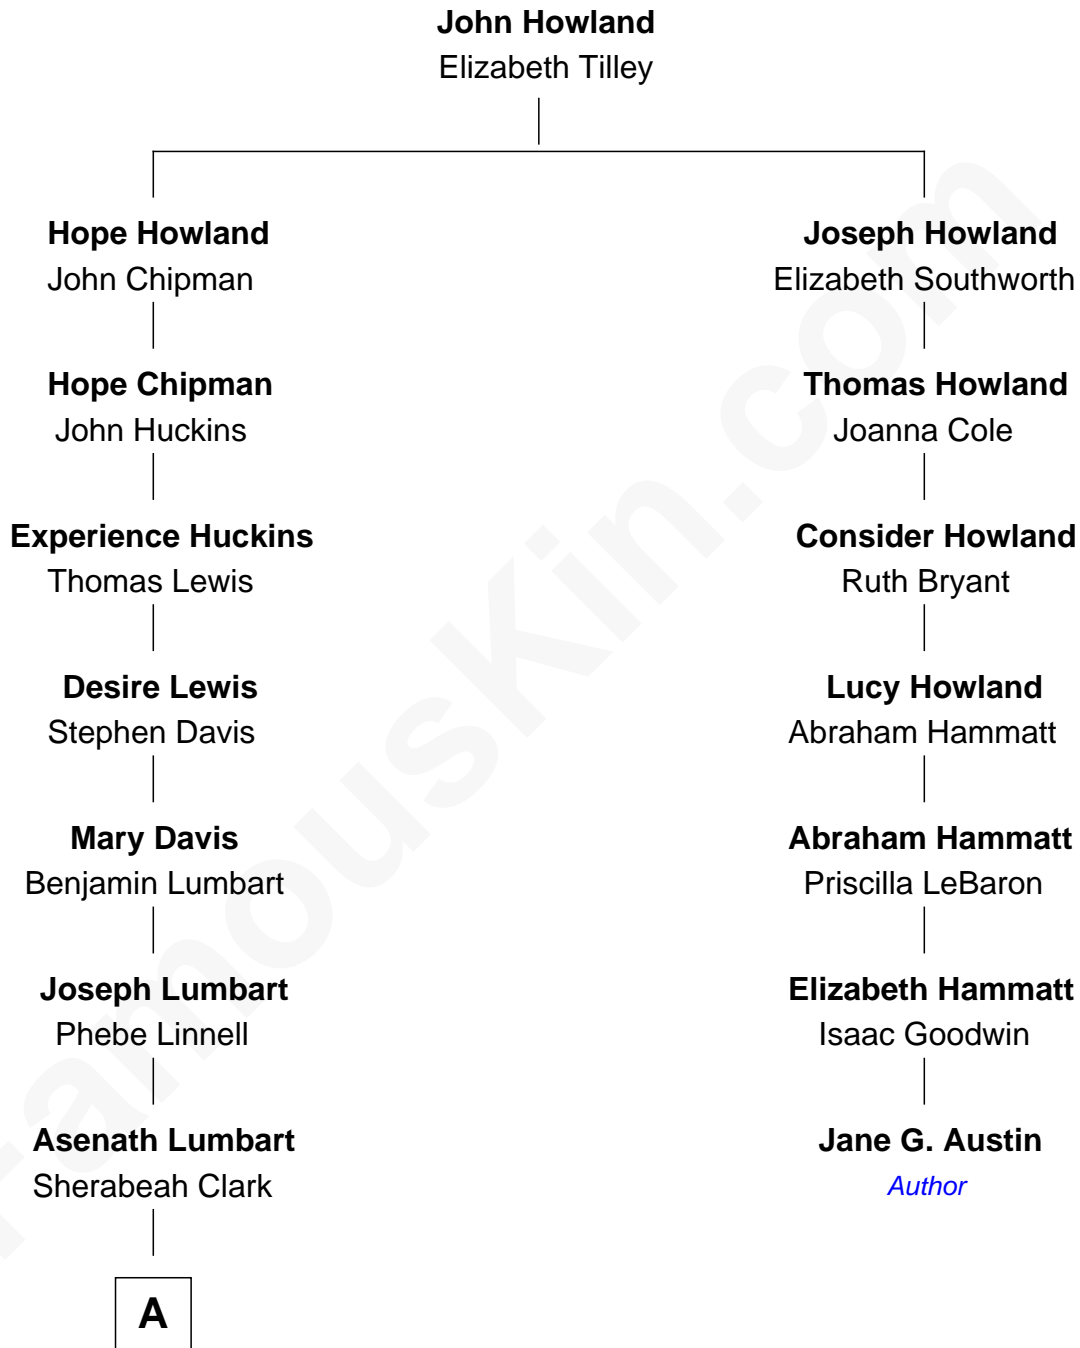 John Howland
Elizabeth Tilley
Hope Howland
John Chipman
Joseph Howland
Elizabeth Southworth
Hope Chipman
John Huckins
Thomas Howland
Joanna Cole
Experience Huckins
Thomas Lewis
Consider Howland
Ruth Bryant
Desire Lewis
Stephen Davis
Lucy Howland
Abraham Hammatt
Mary Davis
Benjamin Lumbart
Abraham Hammatt
Priscilla LeBaron
Joseph Lumbart
Phebe Linnell
Elizabeth Hammatt
Isaac Goodwin
Asenath Lumbart
Sherabeah Clark
Jane G. Austin
Author
A
FamousKin.com